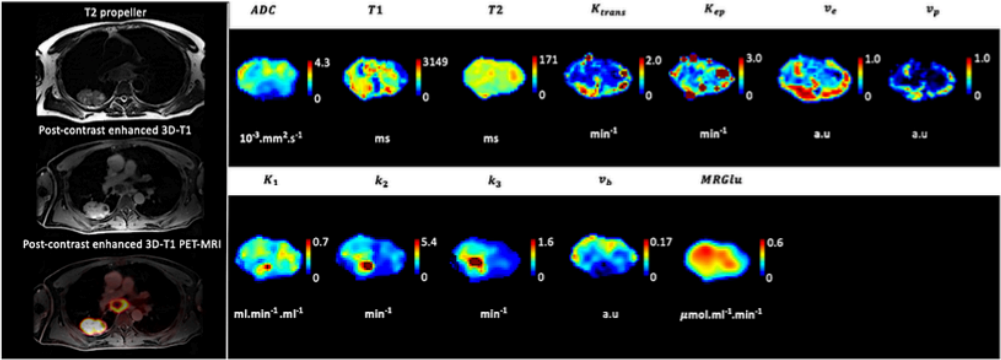 T2 propeller
Post-contrast enhanced 3D-T1
Post-contrast enhanced 3D-T1 PET-MRI
ADC T1 T2 Ktrans Kep ve vp
4.3 3149 171 2.0 3.0 1.0 1.0
0 0 0 0 0 0 0
10⁻³.mm².s⁻¹ ms ms min⁻¹ min⁻¹ a.u a.u
K₁ k₂ k₃ vb MRGlu
0.7 5.4 1.6 0.17 0.6
0 0 0 0 0
ml.min⁻¹.ml⁻¹ min⁻¹ min⁻¹ a.u μmol.ml⁻¹.min⁻¹